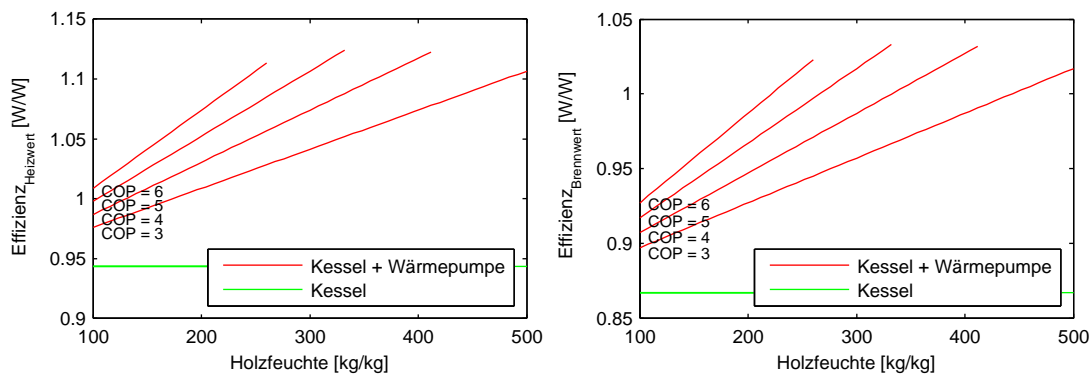 1.15
1.1
1.05
1
0.95
0.9
Effizienz_Heizwert [W/W]
COP = 6
COP = 5
COP = 4
COP = 3
Kessel + Wärmepumpe
Kessel
100 200 300 400 500
Holzfeuchte [kg/kg]
1.05
1
0.95
0.9
0.85
Effizienz_Brennwert [W/W]
COP = 6
COP = 5
COP = 4
COP = 3
Kessel + Wärmepumpe
Kessel
100 200 300 400 500
Holzfeuchte [kg/kg]